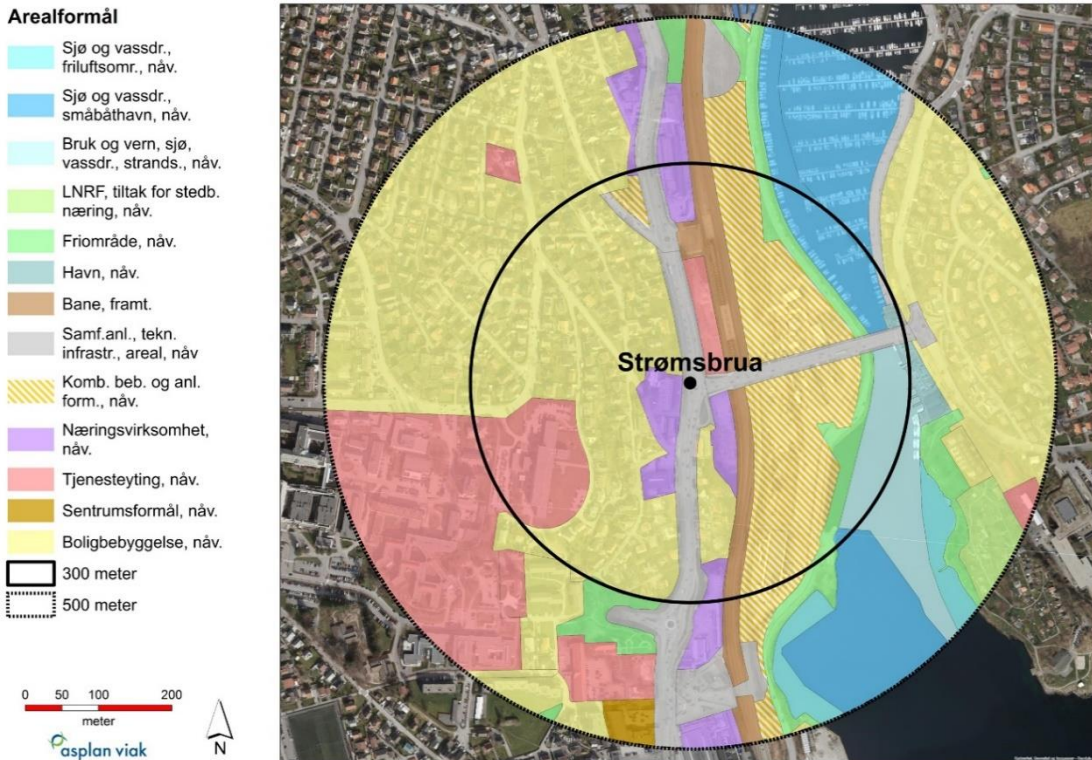 Arealformål
Sjø og vassdr.,
friluftsomr., nåv.
Sjø og vassdr.,
småbåthavn, nåv.
Bruk og vern, sjø,
vassdr., strands., nåv.
LNRF, tiltak for stedb.
næring, nåv.
Friområde, nåv.
Havn, nåv.
Bane, framt.
Samf.anl., tekn.
infrastr., areal, nåv
Komb. beb. og anl.
form., nåv.
Næringsvirksomhet,
nåv.
Tjenesteyting, nåv.
Sentrumsformål, nåv.
Boligbebyggelse, nåv.
300 meter
500 meter
0 50 100 200
meter
N
asplan viak
Strømsbrua